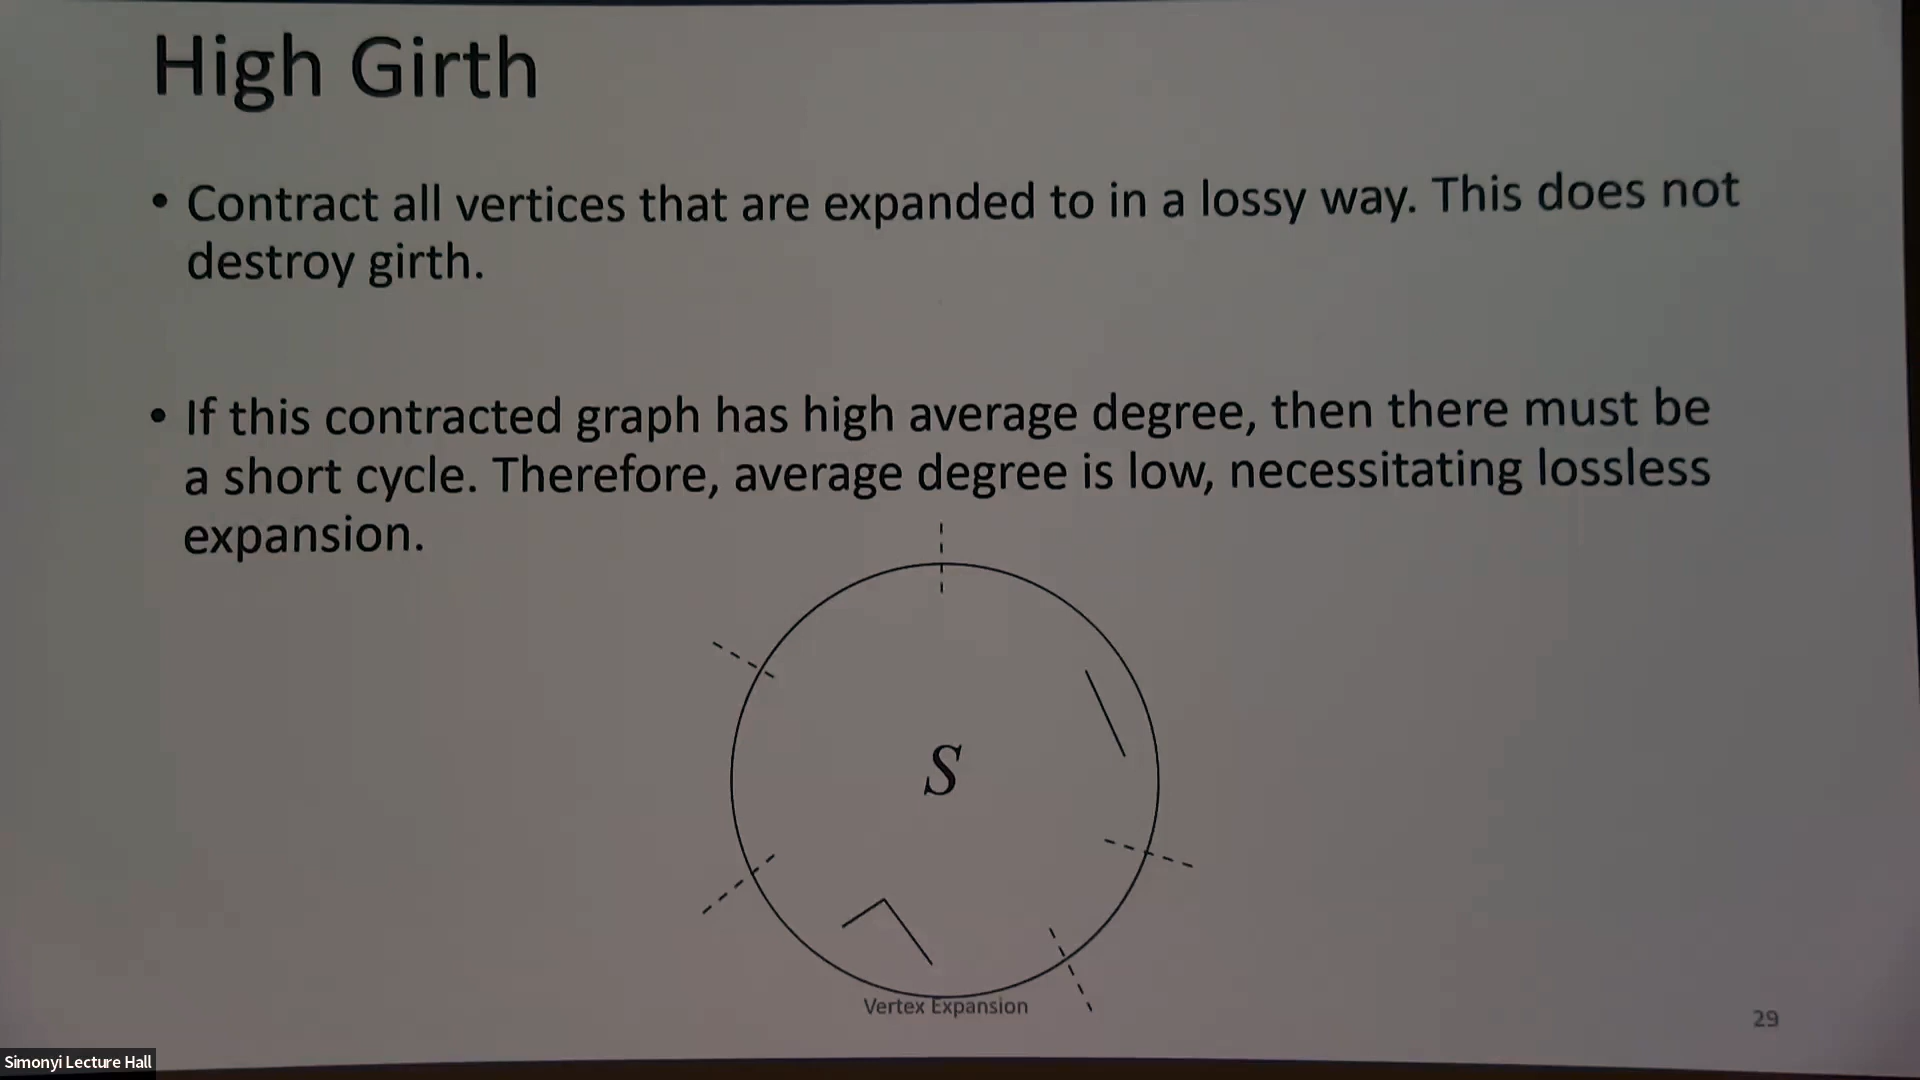 High Girth
• Contract all vertices that are expanded to in a lossy way. This does not
destroy girth.
• If this contracted graph has high average degree, then there must be
a short cycle. Therefore, average degree is low, necessitating lossless
expansion.
S
Vertex Expansion
29
Simonyi Lecture Hall